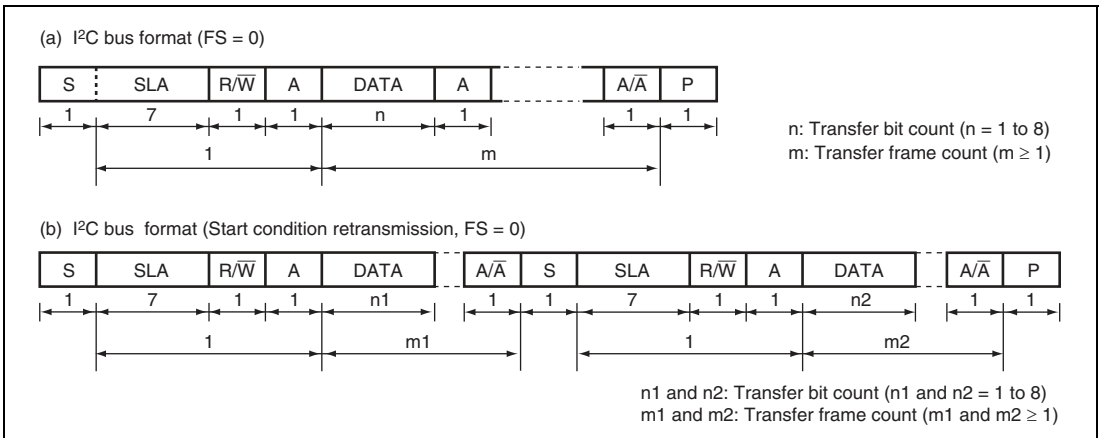 (a) I²C bus format (FS = 0)
S SLA R/W̅ A DATA A A/A̅ P
1 7 1 1 n 1 1 1
1 m
n: Transfer bit count (n = 1 to 8)
m: Transfer frame count (m ≥ 1)
(b) I²C bus format (Start condition retransmission, FS = 0)
S SLA R/W̅ A DATA A/A̅ S SLA R/W̅ A DATA A/A̅ P
1 7 1 1 n1 1 1 7 1 1 n2 1 1
1 m1 1 m2
n1 and n2: Transfer bit count (n1 and n2 = 1 to 8)
m1 and m2: Transfer frame count (m1 and m2 ≥ 1)